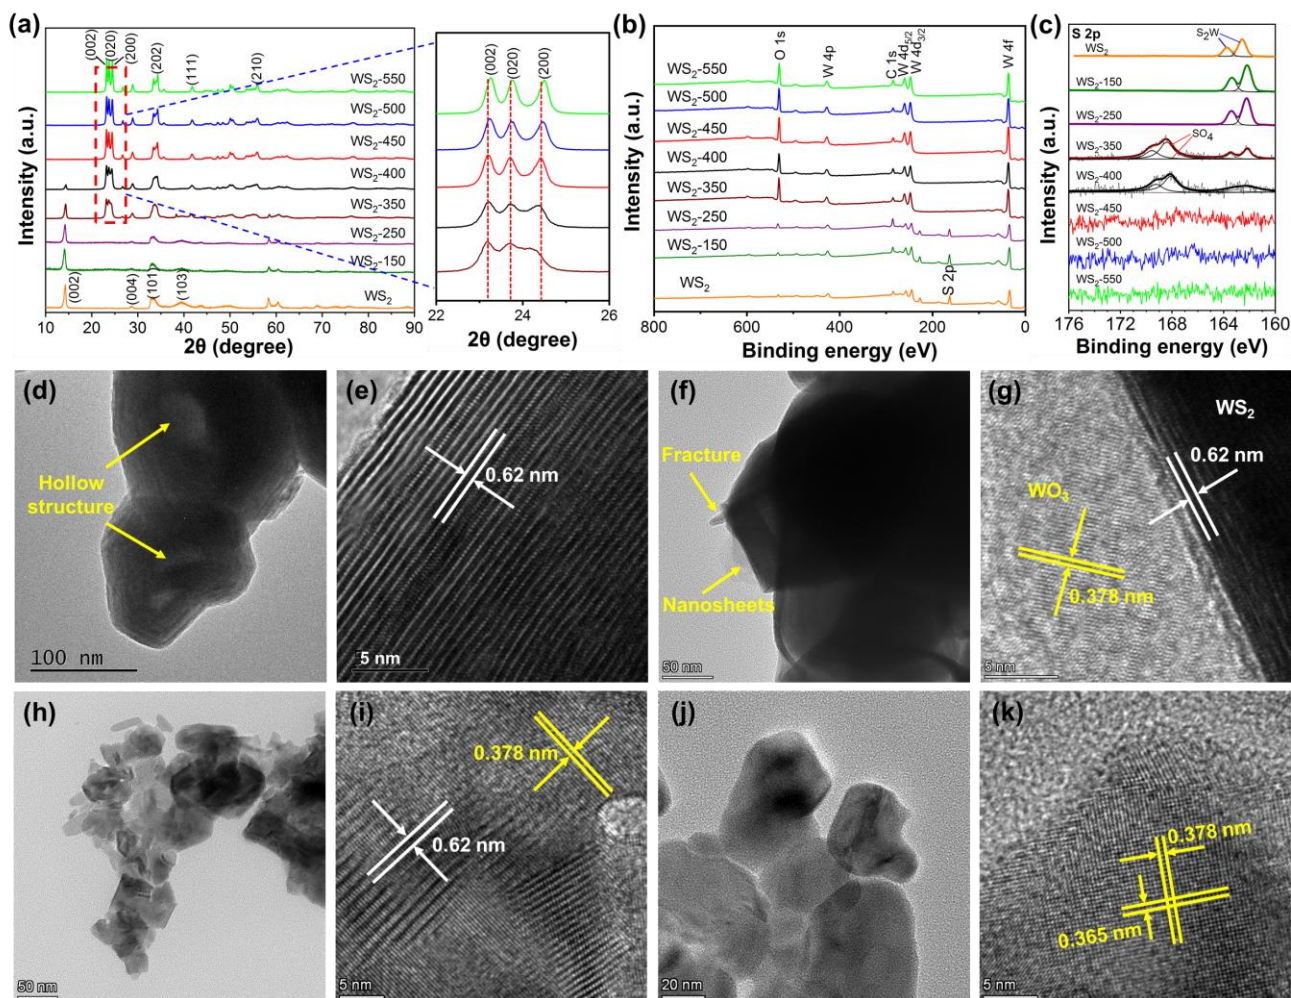 (a)
(002)
(020)
(200)
(202)
(111)
(210)
WS2-550
WS2-500
WS2-450
WS2-400
WS2-350
WS2-250
WS2-150
WS2
(002)
(004)
(101)
(103)
Intensity (a.u.)
10 20 30 40 50 60 70 80 90
2θ (degree)
(002)
(020)
(200)
22 23 24 25 26
2θ (degree)
(b)
O 1s
W 4p
C 1s
W 4d5/2
W 4d3/2
W 4f
WS2-550
WS2-500
WS2-450
WS2-400
WS2-350
WS2-250
WS2-150
WS2
S 2p
Intensity (a.u.)
800 600 400 200 0
Binding energy (eV)
(c)
S 2p
S2W
WS2
WS2-150
WS2-250
SO4
WS2-350
WS2-400
WS2-450
WS2-500
WS2-550
Intensity (a.u.)
176 172 168 164 160
Binding energy (eV)
(d)
Hollow
structure
100 nm
(e)
0.62 nm
5 nm
(f)
Fracture
Nanosheets
50 nm
(g)
WS2
0.62 nm
WO3
0.378 nm
5 nm
(h)
50 nm
(i)
0.378 nm
0.62 nm
5 nm
(j)
20 nm
(k)
0.378 nm
0.365 nm
5 nm